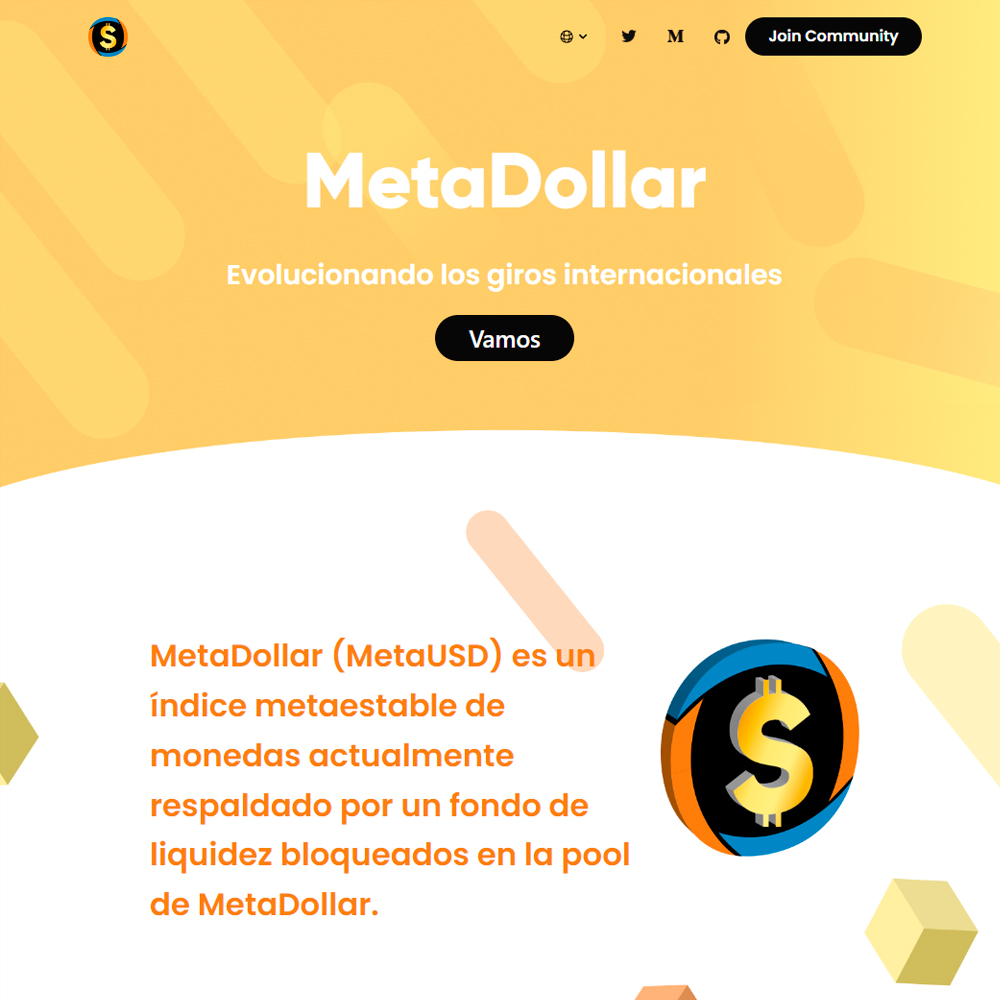 Join Community
MetaDollar
Evolucionando los giros internacionales
Vamos
MetaDollar (MetaUSD) es un
índice metaestable de
monedas actualmente
respaldado por un fondo de
liquidez bloqueados en la pool
de MetaDollar.